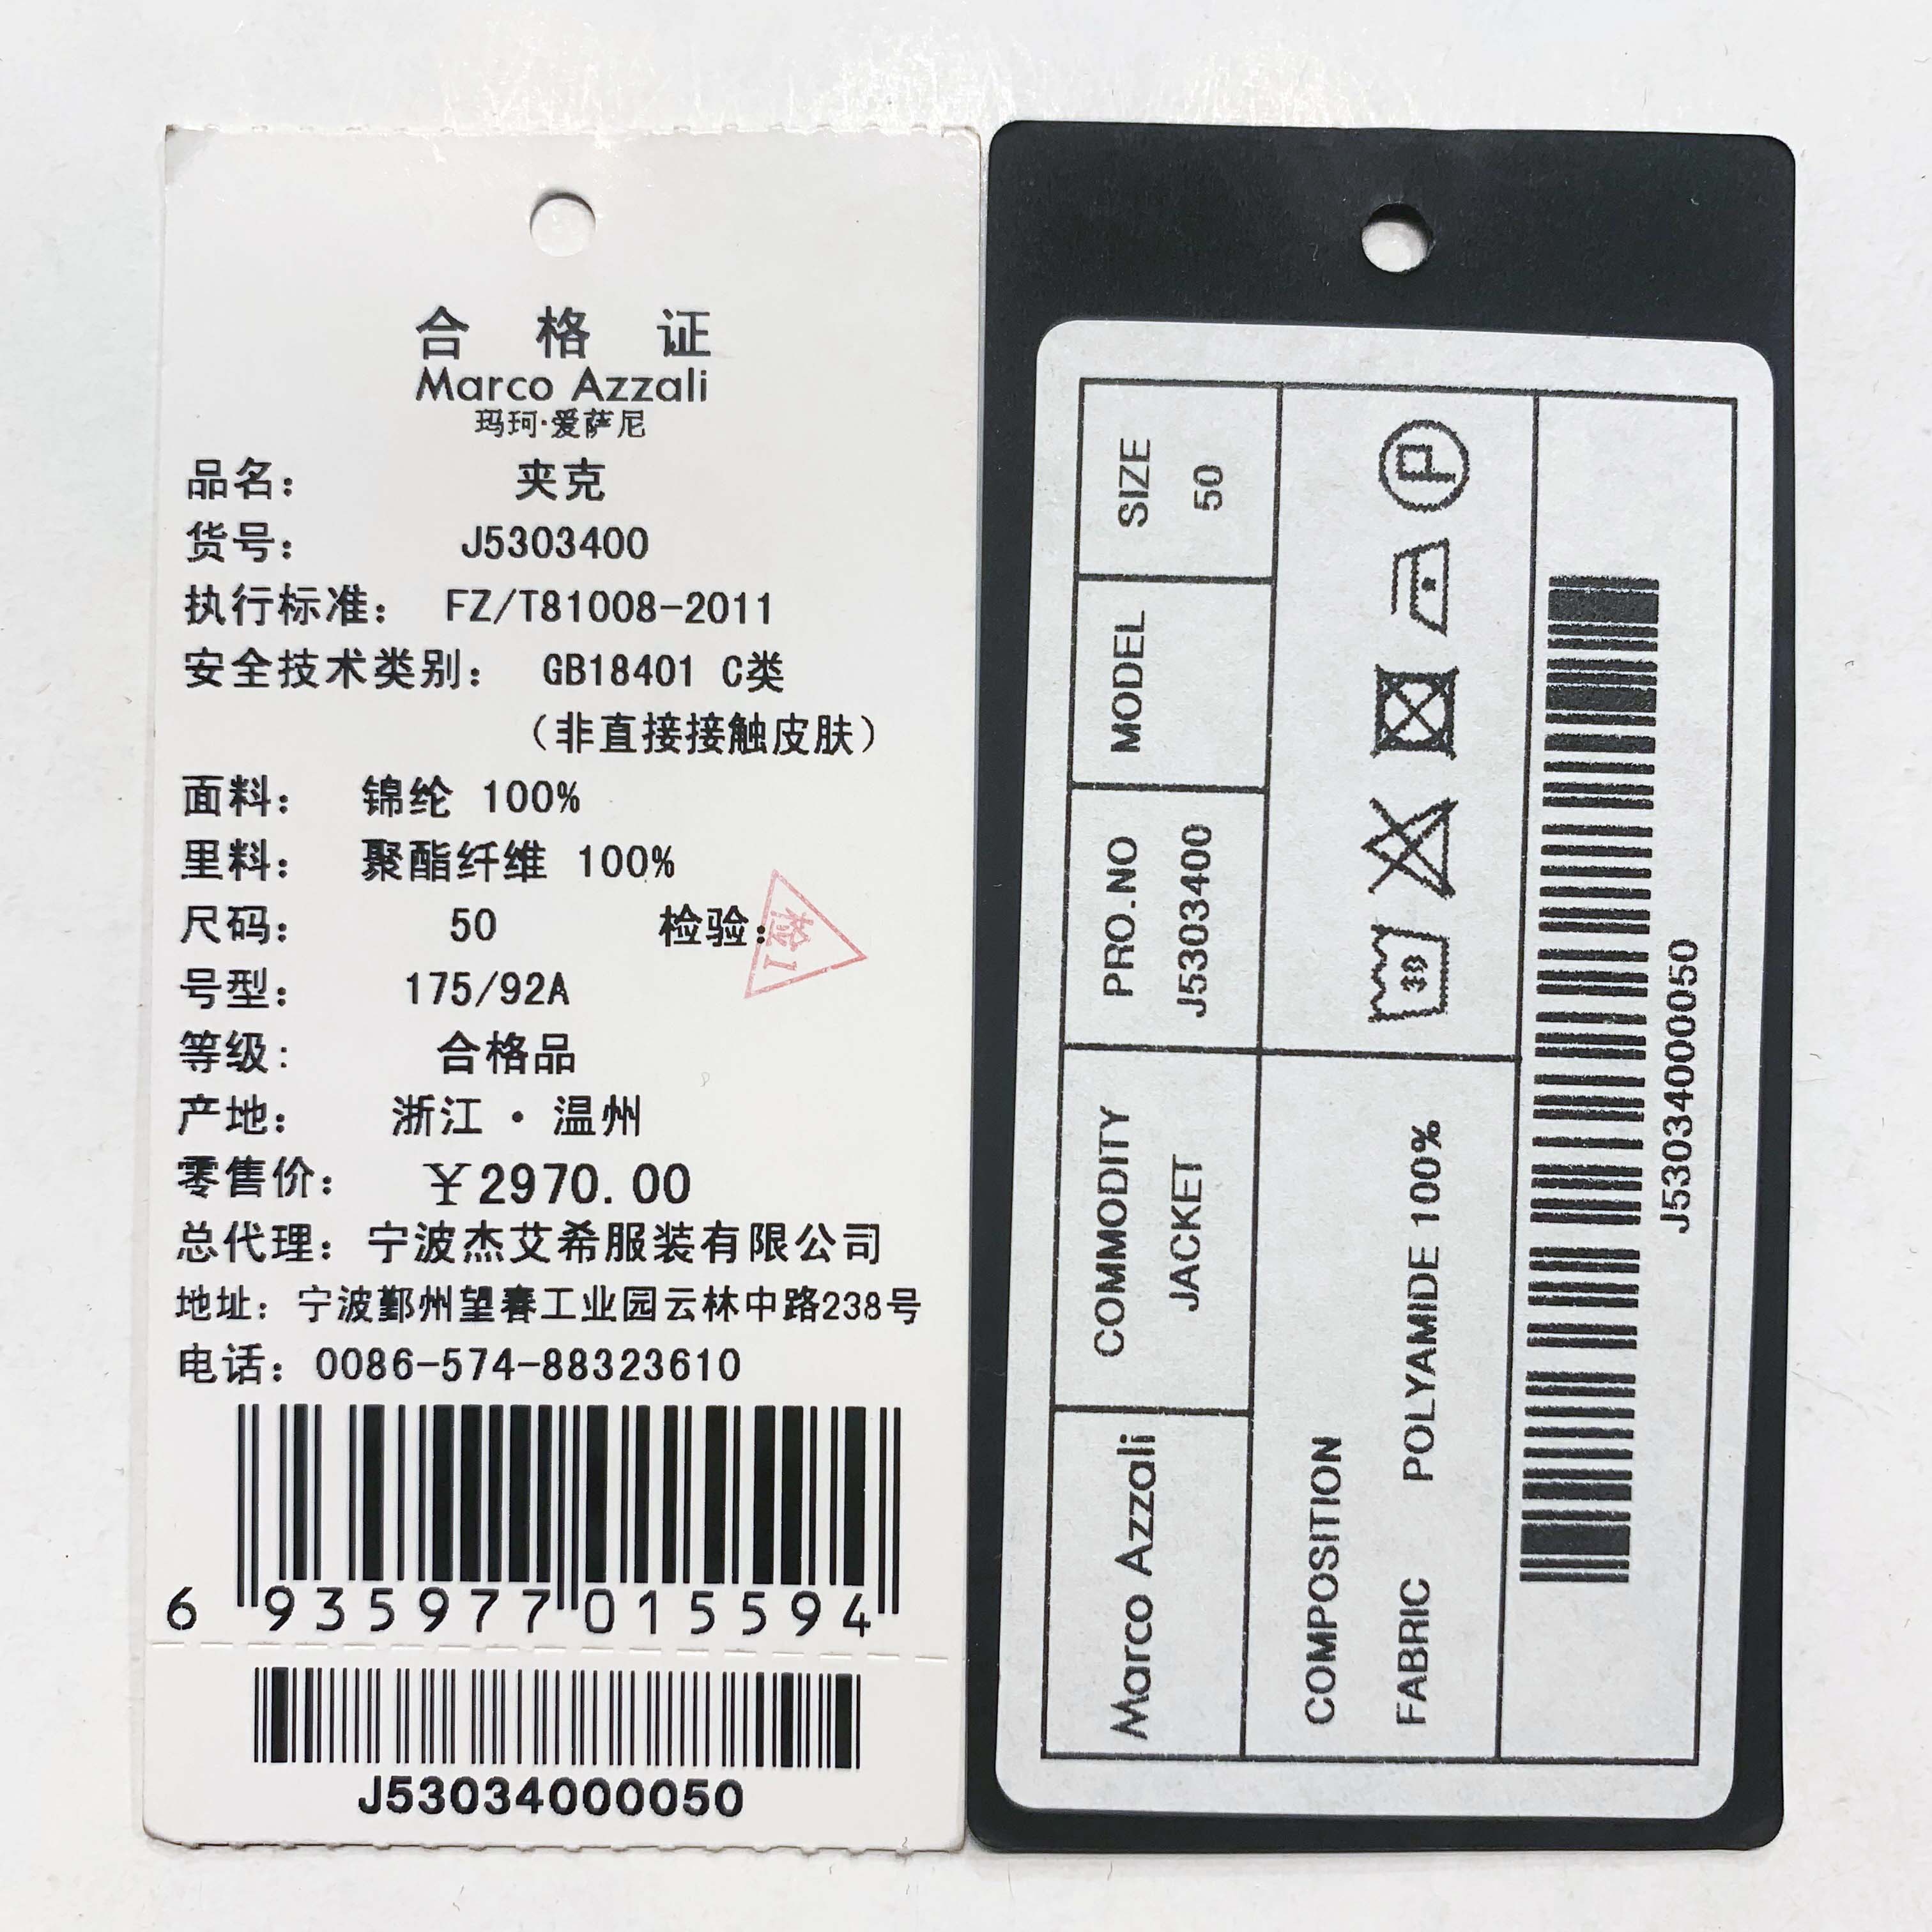 合格证
Marco Azzali
玛珂·爱萨尼
品名： 夹克
货号： J5303400
执行标准： FZ/T81008-2011
安全技术类别： GB18401 C类
（非直接接触皮肤）
面料： 锦纶 100%
里料： 聚酯纤维 100%
尺码： 50 检验：
检1
号型： 175/92A
等级: 合格品
产地： 浙江·温州
零售价： ￥2970.00
总代理：宁波杰艾希服装有限公司
地址：宁波鄞州望春工业园云林中路238号
电话：0086-574-88323610
6 935977 015594
J53034000050
Marco Azzali
COMMODITY
JACKET
PRO.NO
J5303400
MODEL
SIZE
50
COMPOSITION
FABRIC POLYAMIDE 100%
30
P
J53034000050